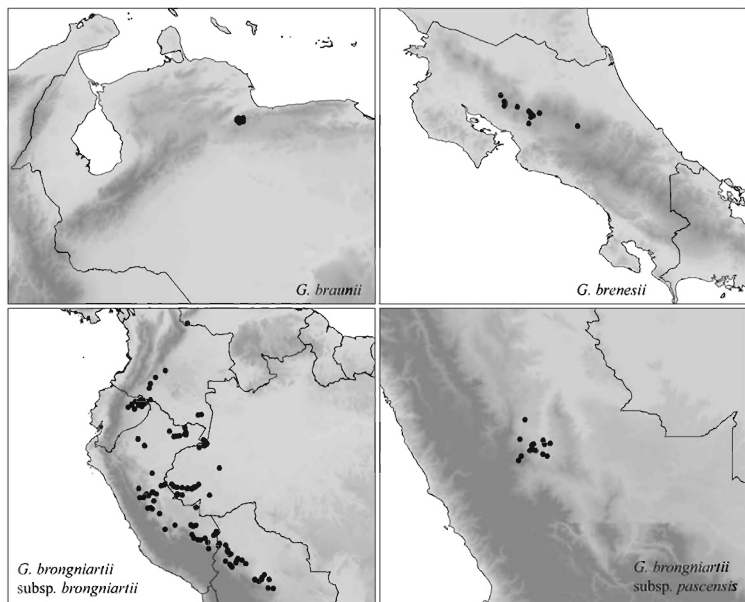 G. braunii
G. brenesii
G. brongniartii
subsp. brongniartii
G. brongniartii
subsp. pascensis